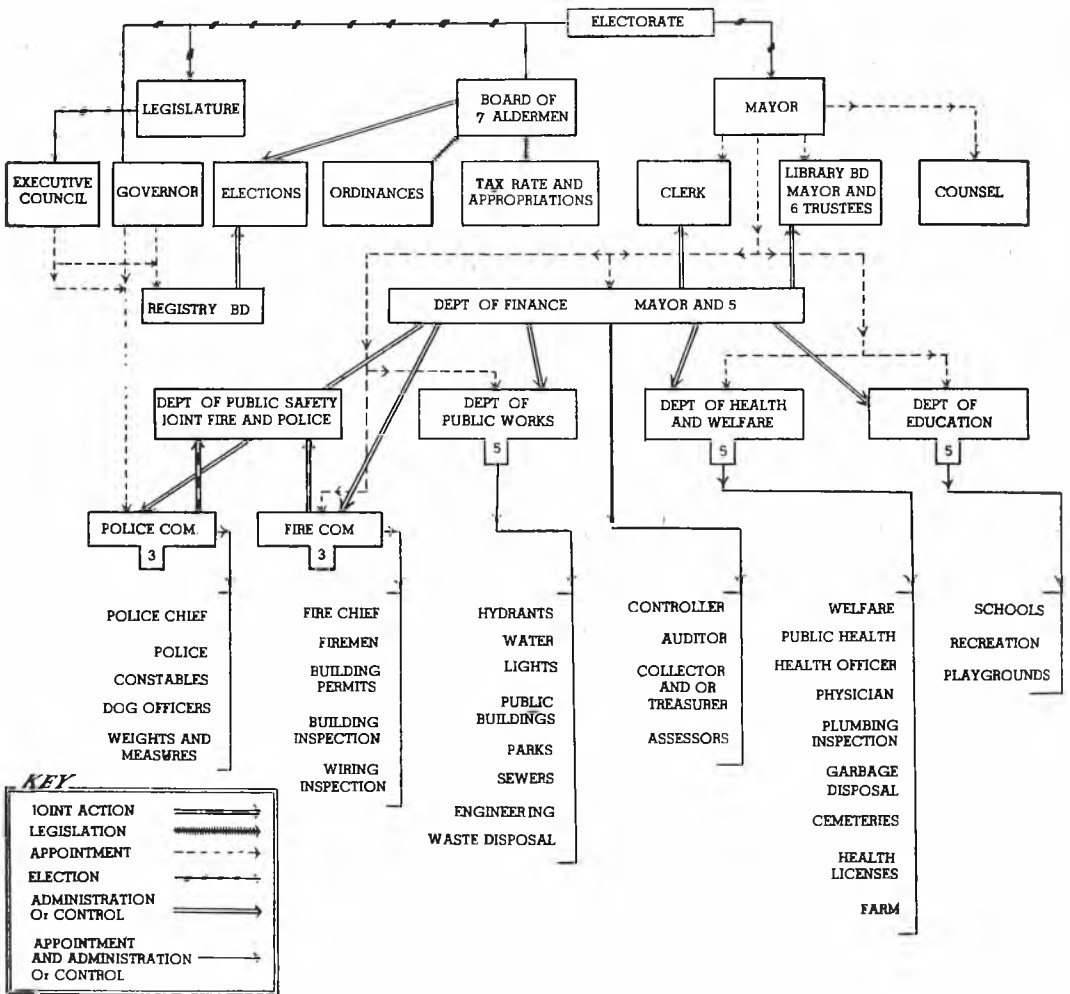 ELECTORATE
LEGISLATURE
BOARD OF
7 ALDERMEN
MAYOR
EXECUTIVE
COUNCIL
GOVERNOR
ELECTIONS
ORDINANCES
TAX RATE AND
APPROPRIATIONS
CLERK
LIBRARY BD
MAYOR AND
6 TRUSTEES
COUNSEL
REGISTRY BD
DEPT OF FINANCE MAYOR AND 5
DEPT OF PUBLIC SAFETY
JOINT FIRE AND POLICE
DEPT OF
PUBLIC WORKS
5
DEPT OF HEALTH
AND WELFARE
5
DEPT OF
EDUCATION
5
POLICE COM.
3
FIRE COM
3
POLICE CHIEF
POLICE
CONSTABLES
DOG OFFICERS
WEIGHTS AND
MEASURES
FIRE CHIEF
FIREMEN
BUILDING
PERMITS
BUILDING
INSPECTION
WIRING
INSPECTION
HYDRANTS
WATER
LIGHTS
PUBLIC
BUILDINGS
PARKS
SEWERS
ENGINEERING
WASTE DISPOSAL
CONTROLLER
AUDITOR
COLLECTOR
AND OR
TREASURER
ASSESSORS
WELFARE
PUBLIC HEALTH
HEALTH OFFICER
PHYSICIAN
PLUMBING
INSPECTION
GARBAGE
DISPOSAL
CEMETERIES
HEALTH
LICENSES
FARM
SCHOOLS
RECREATION
PLAYGROUNDS
KEY
JOINT ACTION
LEGISLATION
APPOINTMENT
ELECTION
ADMINISTRATION
Or CONTROL
APPOINTMENT
AND ADMINISTRATION
Or CONTROL